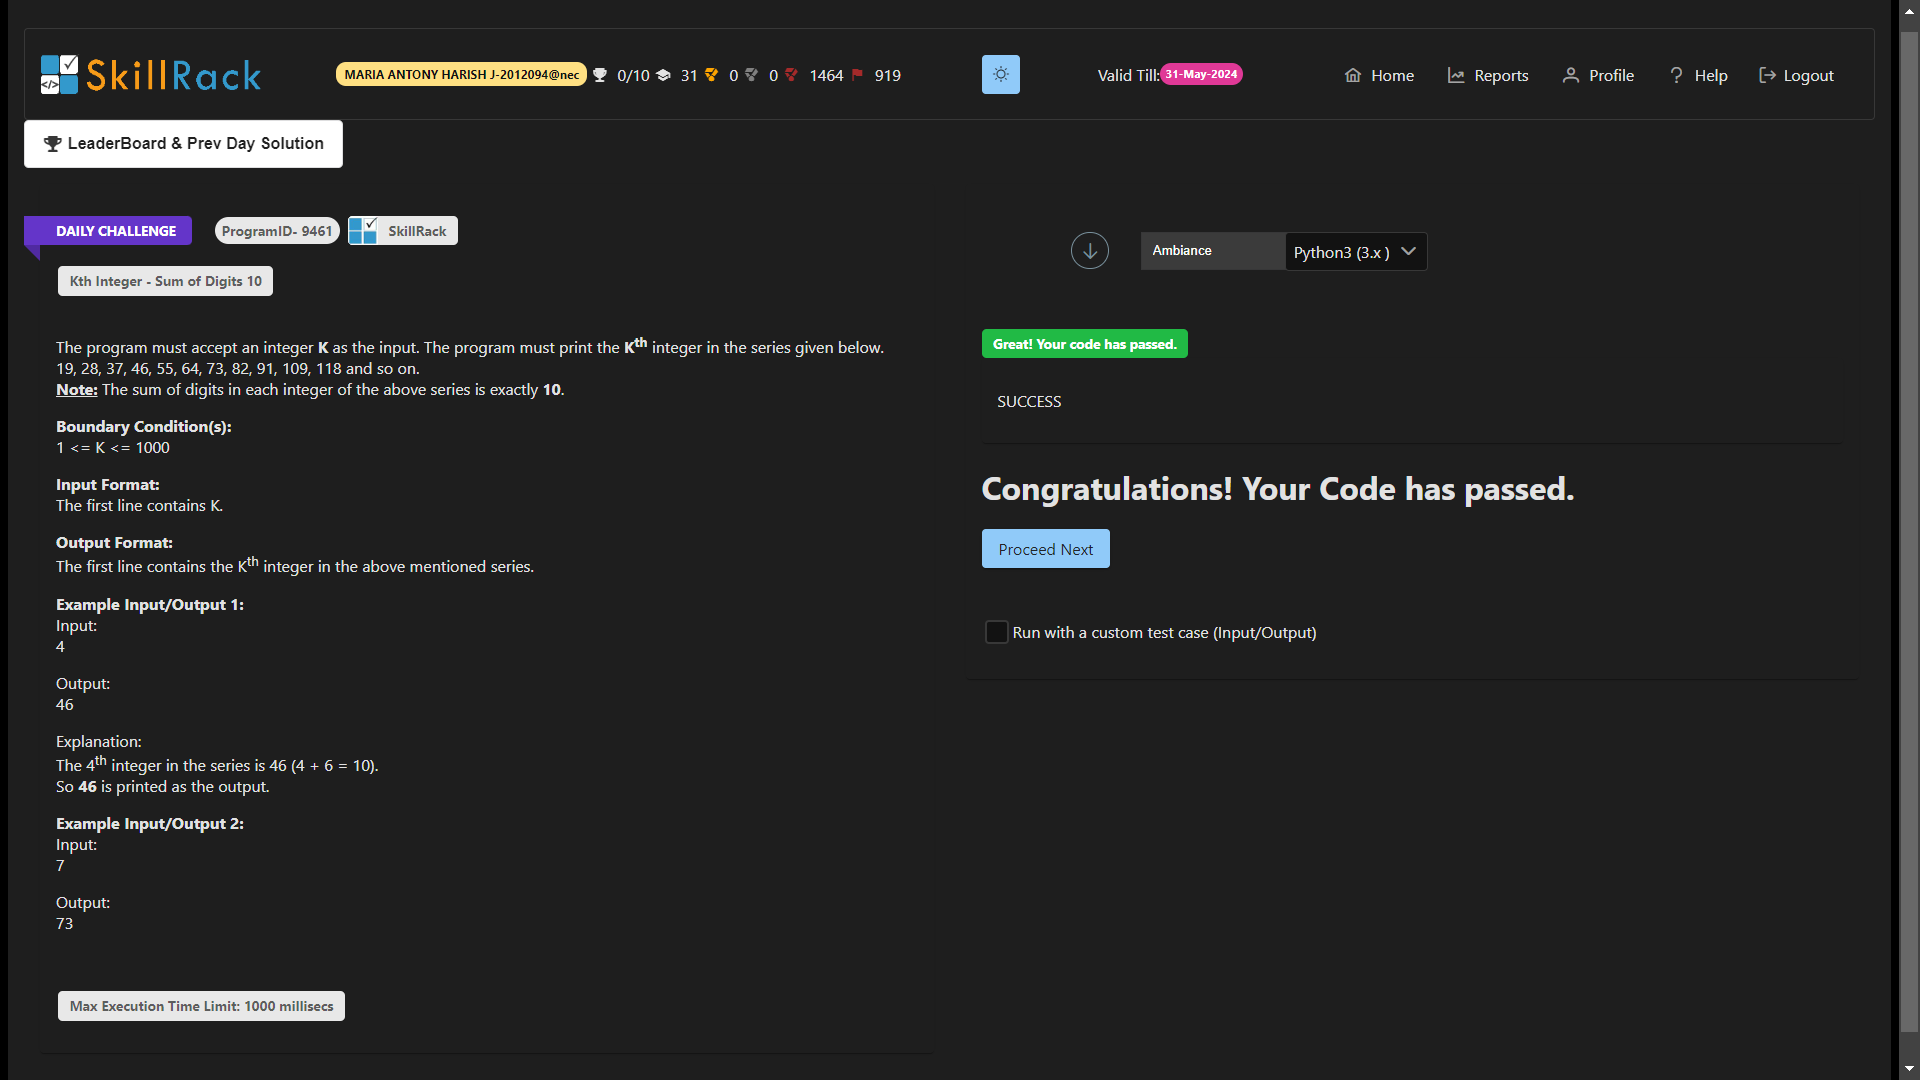 SkillRack
MARIA ANTONY HARISH J-2012094@nec 0/10 31 0 0 1464 919
Valid Till: 31-May-2024
Home Reports Profile Help Logout
LeaderBoard & Prev Day Solution
DAILY CHALLENGE ProgramID- 9461 SkillRack
Kth Integer - Sum of Digits 10
The program must accept an integer K as the input. The program must print the Kth integer in the series given below.
19, 28, 37, 46, 55, 64, 73, 82, 91, 109, 118 and so on.
Note: The sum of digits in each integer of the above series is exactly 10.
Boundary Condition(s):
1 <= K <= 1000
Input Format:
The first line contains K.
Output Format:
The first line contains the Kth integer in the above mentioned series.
Example Input/Output 1:
Input:
4
Output:
46
Explanation:
The 4th integer in the series is 46 (4 + 6 = 10).
So 46 is printed as the output.
Example Input/Output 2:
Input:
7
Output:
73
Max Execution Time Limit: 1000 millisecs
Ambiance Python3 (3.x )
Great! Your code has passed.
SUCCESS
Congratulations! Your Code has passed.
Proceed Next
Run with a custom test case (Input/Output)